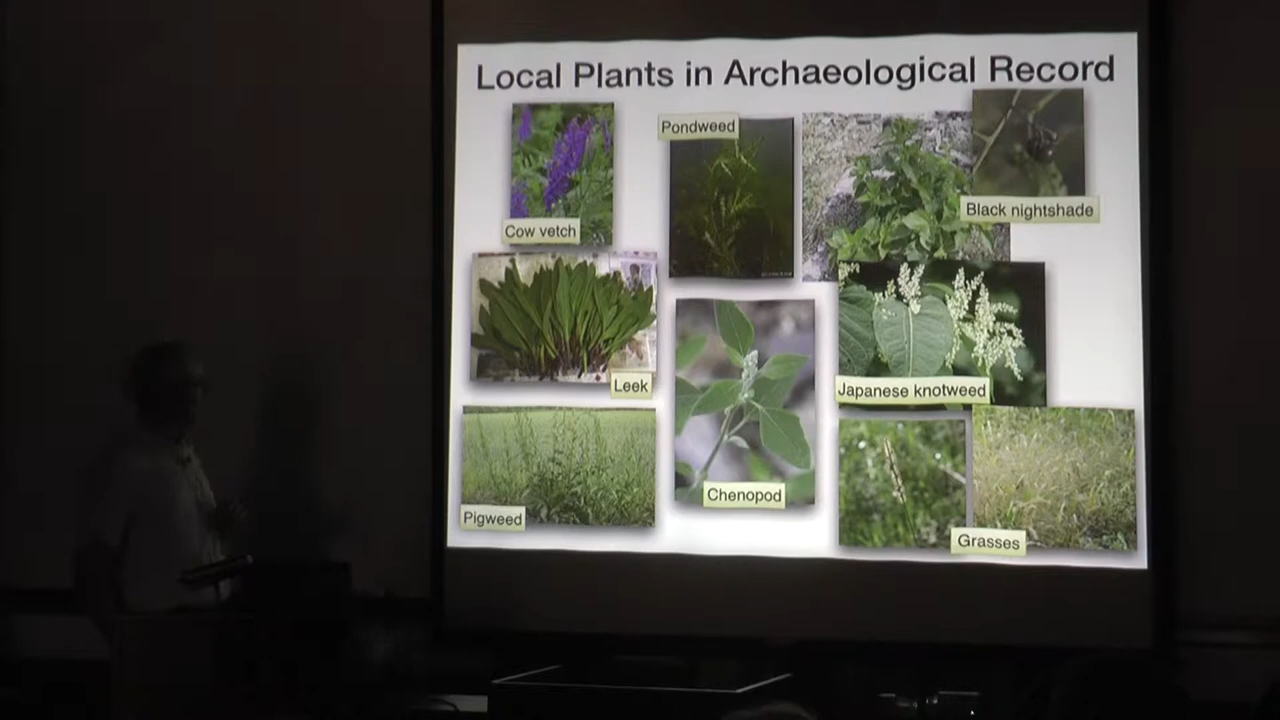 Local Plants in Archaeological Record
Cow vetch
Pondweed
Black nightshade
Leek
Japanese knotweed
Chenopod
Pigweed
Grasses